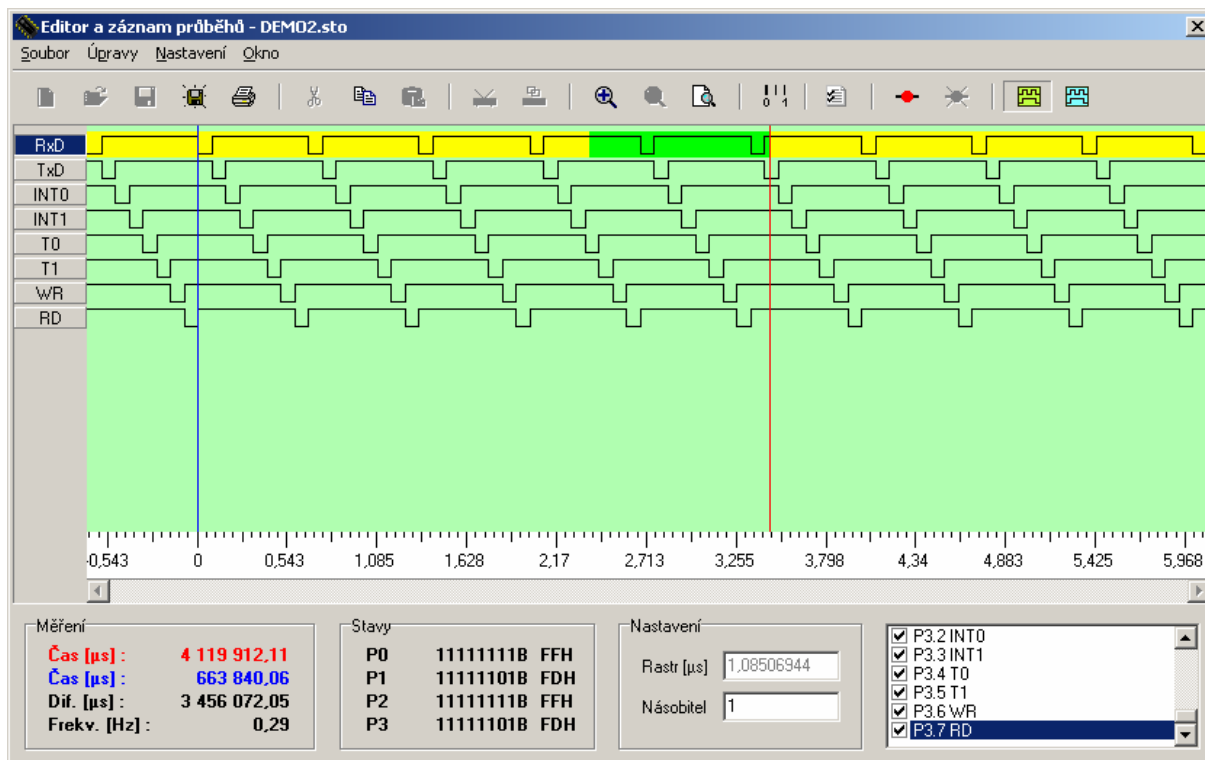 Editor a záznam průběhů - DEMO2.sto
Soubor Úpravy Nastavení Okno
RxD
TxD
INT0
INT1
T0
T1
WR
RD
-0,543 0 0,543 1,085 1,628 2,17 2,713 3,255 3,798 4,34 4,883 5,425 5,968
Měření
Čas [µs] : 4 119 912,11
Čas [µs] : 663 840,06
Dif. [µs] : 3 456 072,05
Frekv. [Hz] : 0,29
Stavy
P0 11111111B FFH
P1 11111101B FDH
P2 11111111B FFH
P3 11111101B FDH
Nastavení
Rastr [µs] 1,08506944
Násobitel 1
P3.2 INT0
P3.3 INT1
P3.4 T0
P3.5 T1
P3.6 WR
P3.7 RD